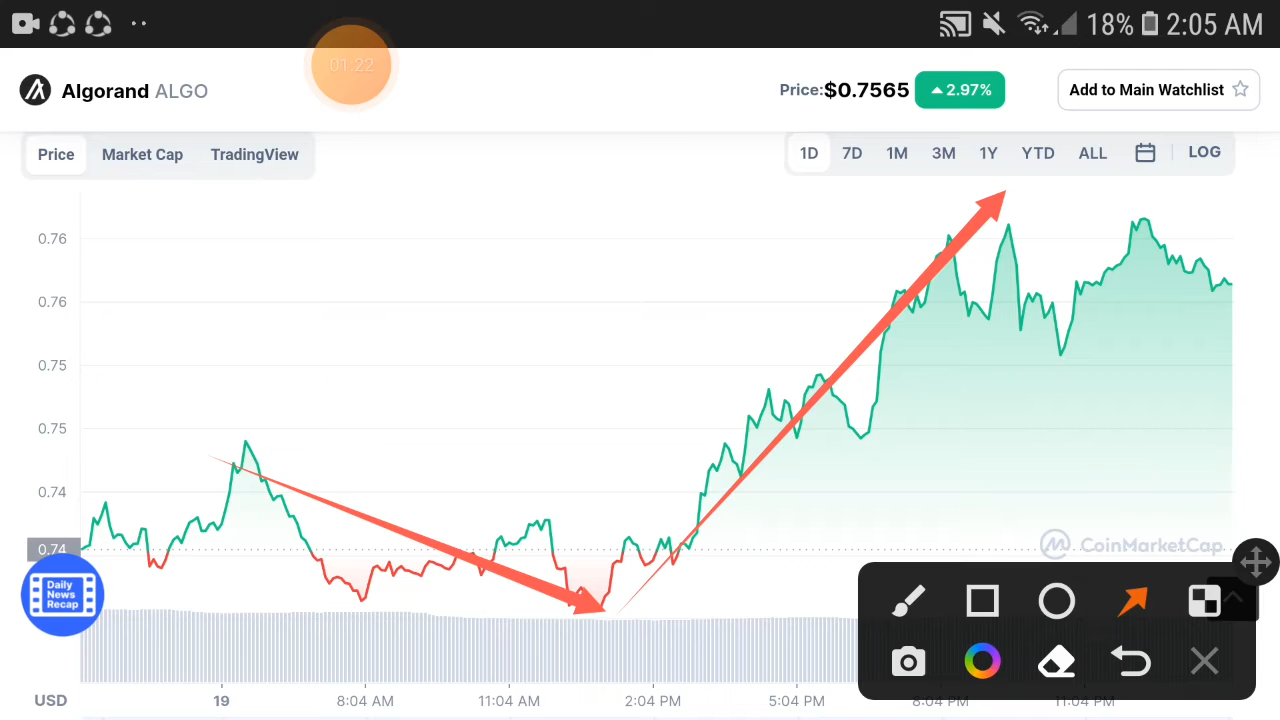 18% 2:05 AM
01:22
Algorand ALGO
Price:$0.7565 2.97%
Add to Main Watchlist
Price Market Cap TradingView
1D 7D 1M 3M 1Y YTD ALL LOG
0.76
0.76
0.75
0.75
0.74
0.74
CoinMarketCap
Daily
News
Recap
USD 19 8:04 AM 11:04 AM 2:04 PM 5:04 PM 8:04 PM 11:04 PM